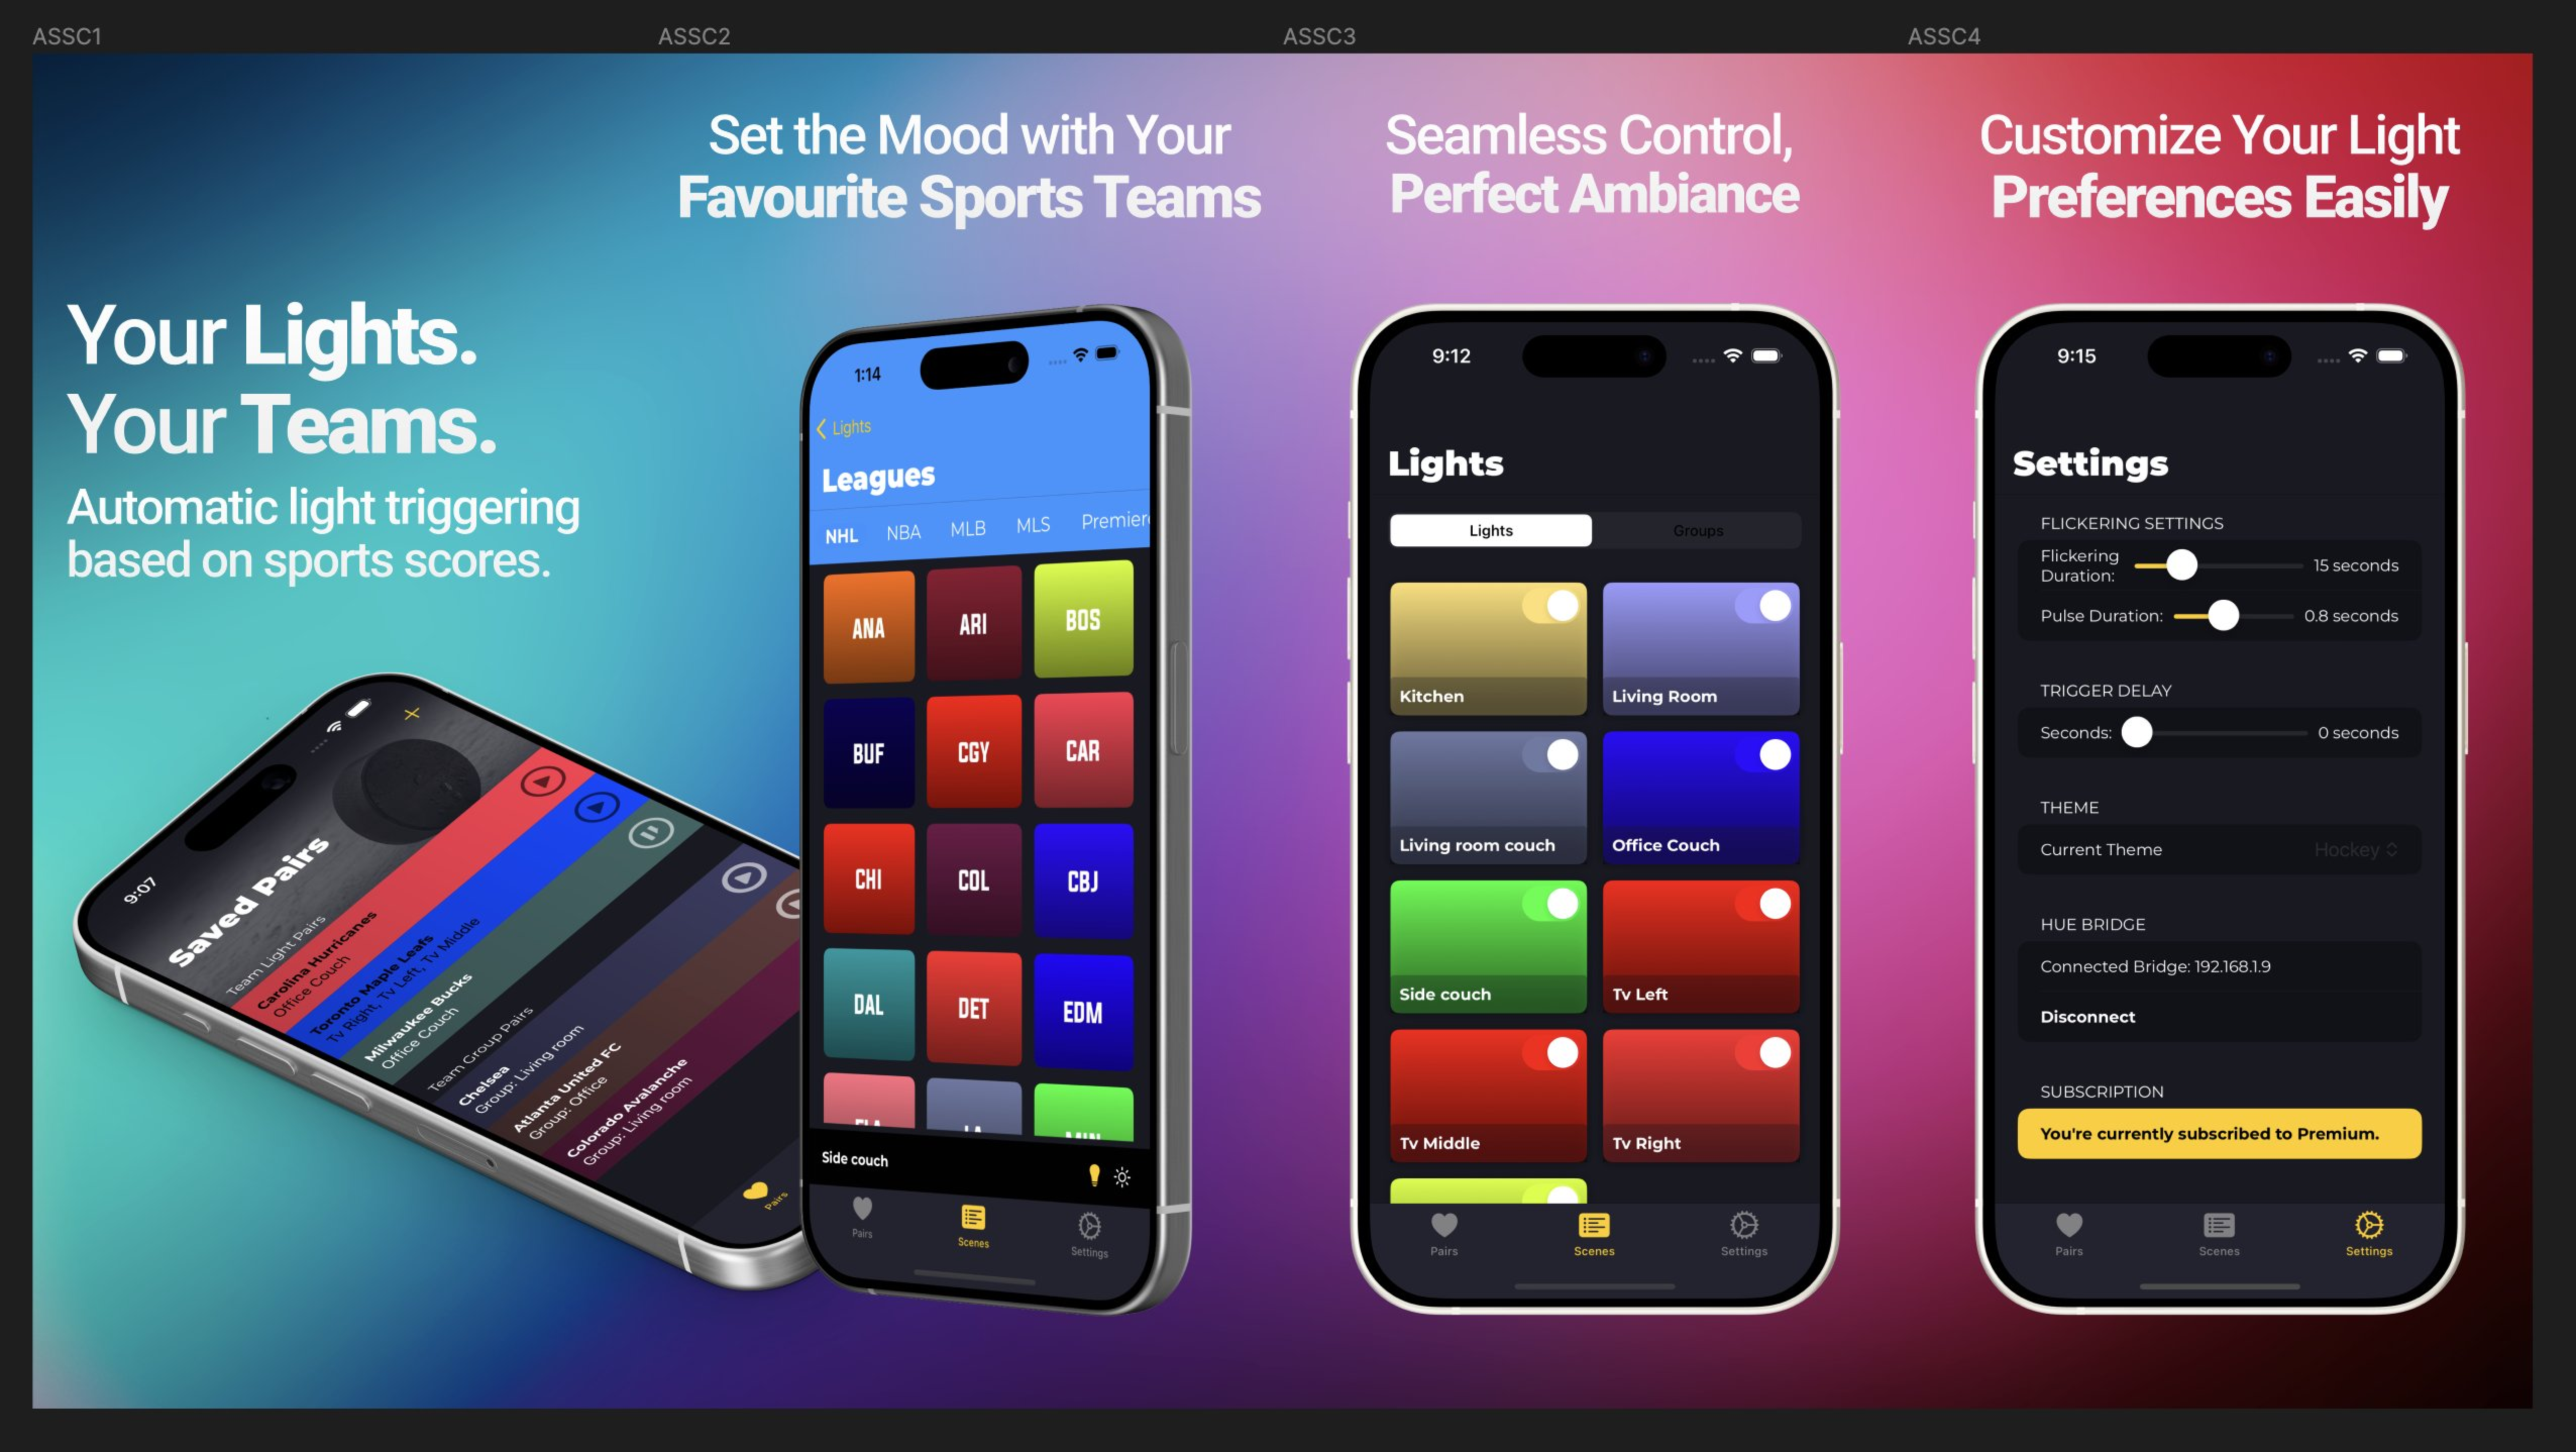 ASSC1
ASSC2
ASSC3
ASSC4
Your Lights.
Your Teams.
Automatic light triggering
based on sports scores.
9:07
Saved Pairs
Team Light Pairs
Carolina Hurricanes
Office Couch
Toronto Maple Leafs
Tv Right, Tv Left, Tv Middle
Milwaukee Bucks
Office Couch
Team Group Pairs
Chelsea
Group: Living room
Atlanta United FC
Group: Office
Colorado Avalanche
Group: Living room
Pairs
Set the Mood with Your
Favourite Sports Teams
1:14
Lights
Leagues
NHL NBA MLB MLS Premier
ANA ARI BOS
BUF CGY CAR
CHI COL CBJ
DAL DET EDM
FLA LA MIN
Side couch
Pairs Scenes Settings
Seamless Control,
Perfect Ambiance
9:12
Lights
Lights Groups
Kitchen Living Room
Living room couch Office Couch
Side couch Tv Left
Tv Middle Tv Right
Pairs Scenes Settings
Customize Your Light
Preferences Easily
9:15
Settings
FLICKERING SETTINGS
Flickering
Duration: 15 seconds
Pulse Duration: 0.8 seconds
TRIGGER DELAY
Seconds: 0 seconds
THEME
Current Theme Hockey
HUE BRIDGE
Connected Bridge: 192.168.1.9
Disconnect
SUBSCRIPTION
You're currently subscribed to Premium.
Pairs Scenes Settings